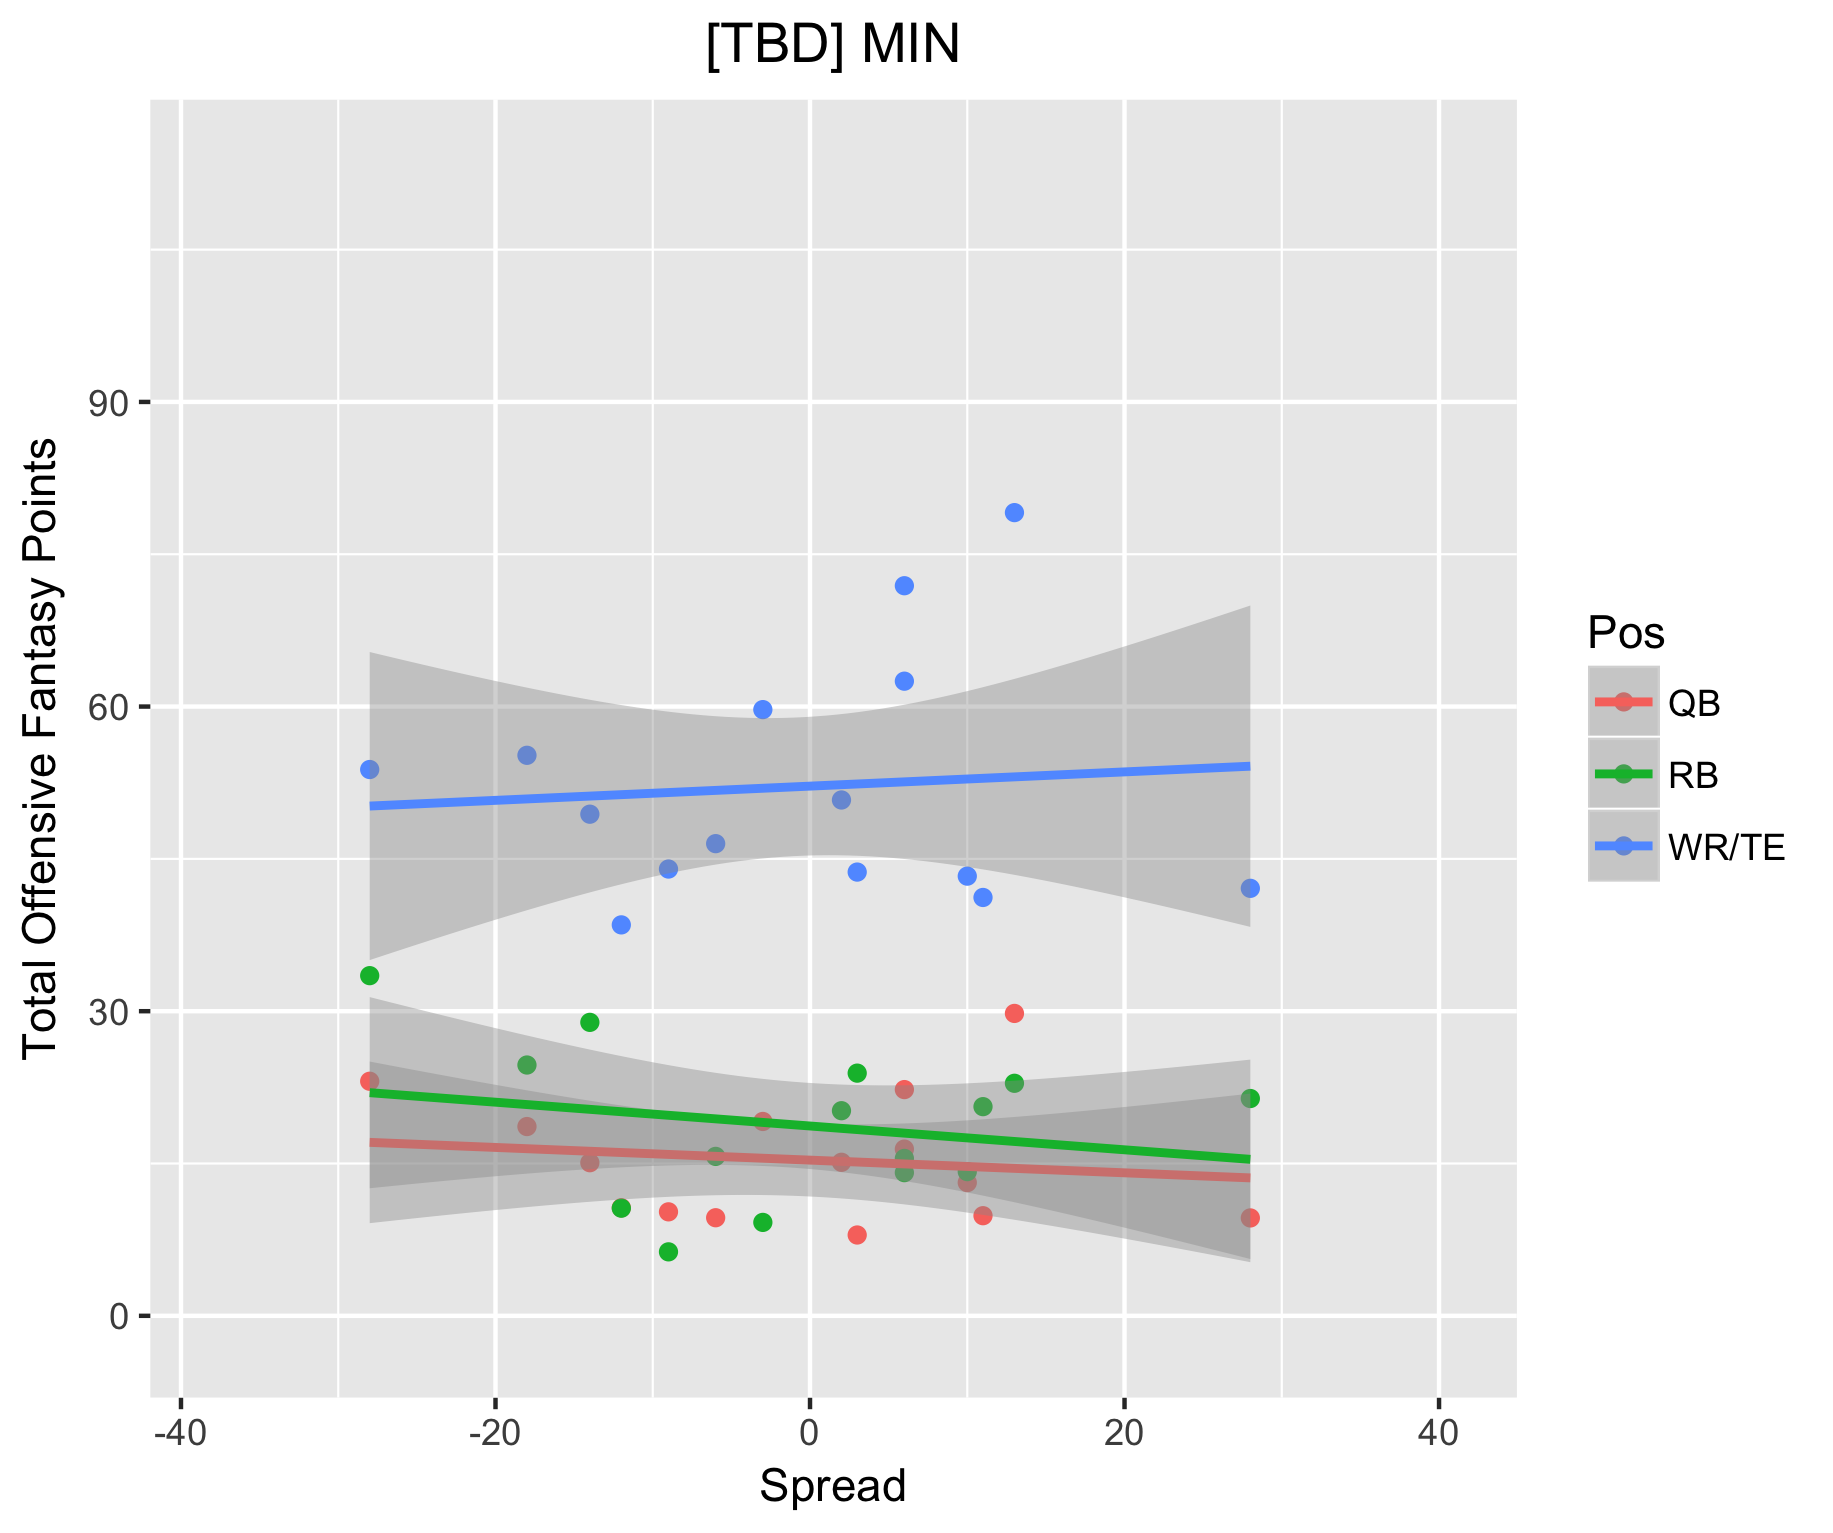 [TBD] MIN
Total Offensive Fantasy Points
90
60
30
0
-40
-20
0
20
40
Spread
Pos
QB
RB
WR/TE